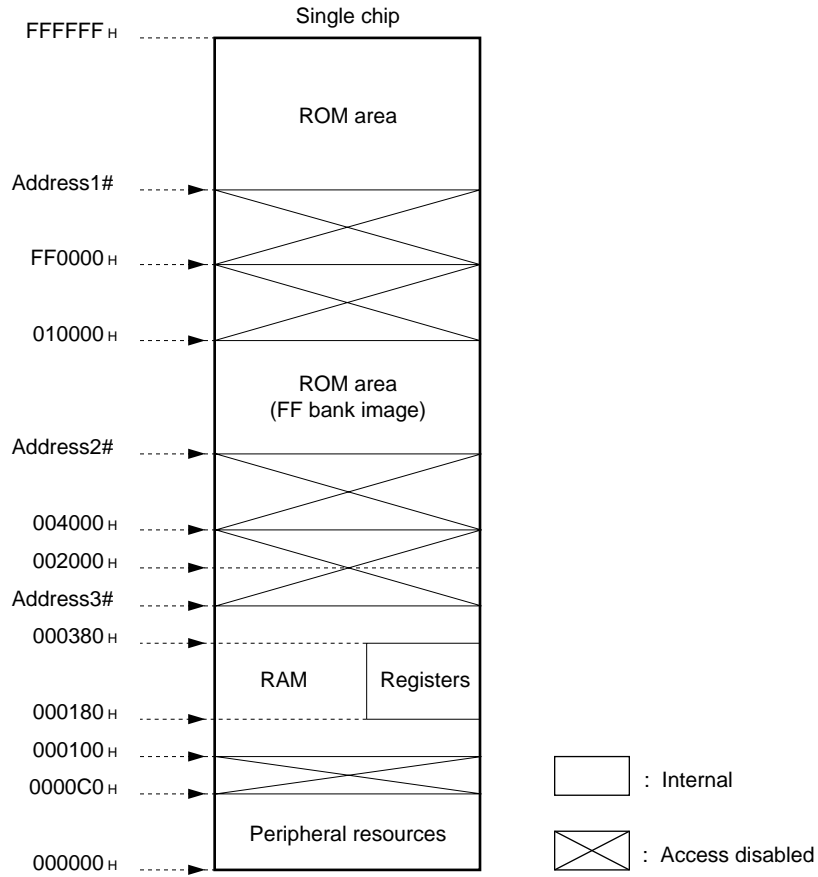 Single chip
FFFFFF H
ROM area
Address1#
FF0000 H
010000 H
ROM area
(FF bank image)
Address2#
004000 H
002000 H
Address3#
000380 H
RAM
Registers
000180 H
000100 H
0000C0 H
Peripheral resources
000000 H
: Internal
: Access disabled